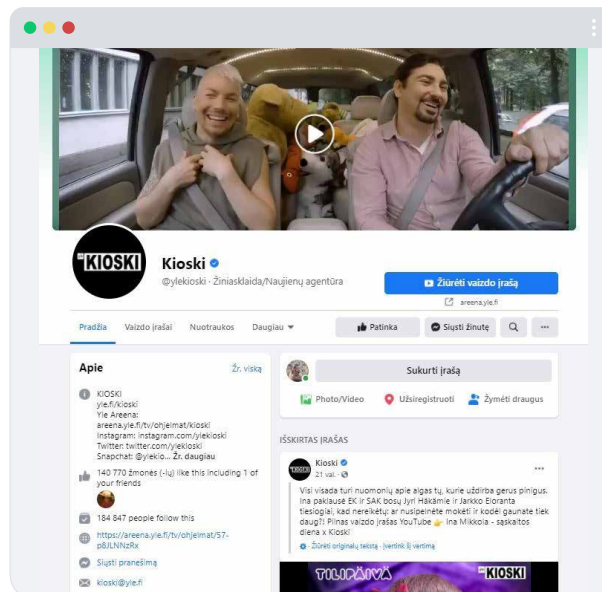 KIOSKI
Kioski
@ylekioski · Žiniasklaida/Naujienų agentūra
Žiūrėti vaizdo įrašą
areena.yle.fi
Pradžia Vaizdo įrašai Nuotraukos Daugiau
Patinka Siųsti žinutę
Apie Žr. viską
KIOSKI
yle.fi/kioski
Yle Areena:
areena.yle.fi/tv/ohjelmat/kioski
Instagram: instagram.com/ylekioski
Twitter: twitter.com/ylekioski
Snapchat: @ylekio... Žr. daugiau
140 770 žmonės (-ių) like this including 1 of
your friends
184 847 people follow this
https://areena.yle.fi/tv/ohjelmat/57-
p8JLNNzRx
Siųsti pranešimą
kioski@yle.fi
Sukurti įrašą
Photo/Video Užsiregistruoti Žymėti draugus
IŠSKIRTAS ĮRAŠAS
Kioski
21 val. ·
Visi visada turi nuomonių apie algas tų, kurie uždirba gerus pinigus.
Ina paklausė EK ir SAK bosų Jyri Häkämie ir Jarkko Eloranta
tiesiogiai, kad nereikėtų: ar nusipelnėte mokėti ir kodėl gaunate tiek
daug?! Pilnas vaizdo įrašas YouTube Ina Mikkola - sąskaitos
diena x Kioski
· Žiūrėti originalų tekstą · Įvertink šį vertimą
TILIPÄIVÄ
KIOSKI